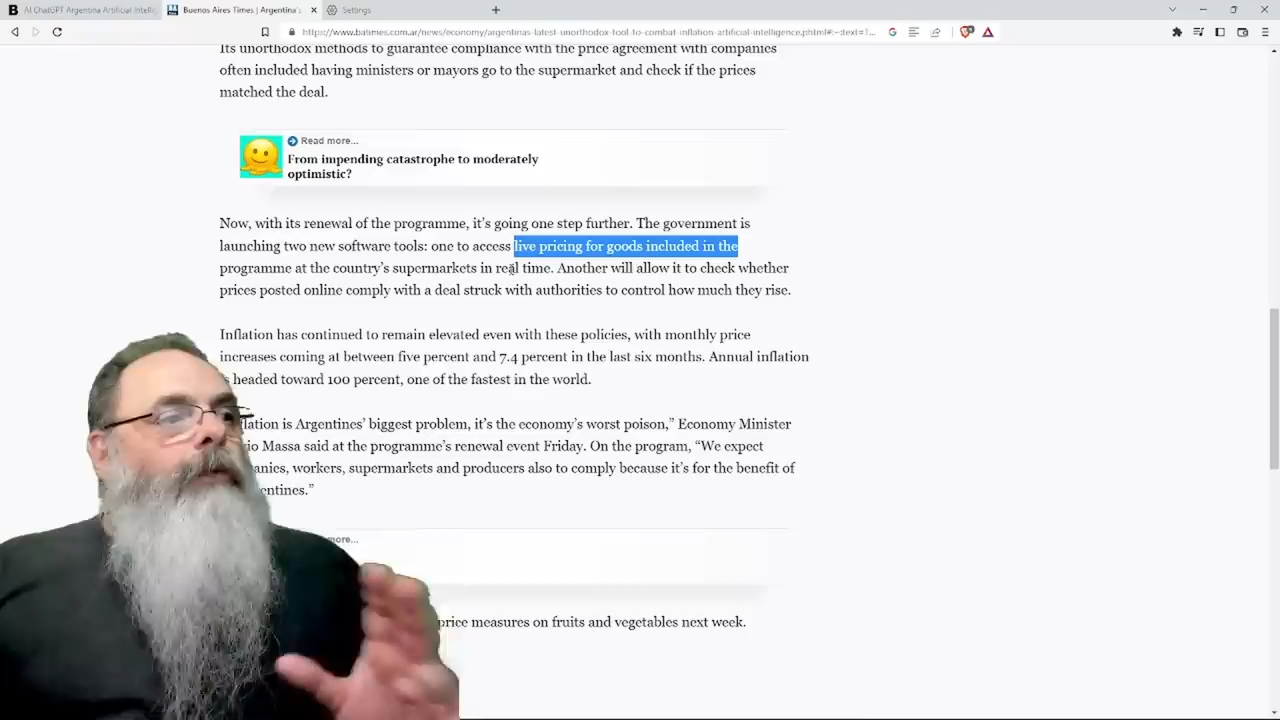 AI ChatGPT Argentina Artificial Intelli
Buenos Aires Times | Argentina's
Settings
https://www.batimes.com.ar/news/economy/argentinas-latest-unorthodox-tool-to-combat-inflation-artificial-intelligence.phtml#:~:text=T...
Its unorthodox methods to guarantee compliance with the price agreement with companies
often included having ministers or mayors go to the supermarket and check if the prices
matched the deal.
Read more...
From impending catastrophe to moderately
optimistic?
Now, with its renewal of the programme, it's going one step further. The government is
launching two new software tools: one to access live pricing for goods included in the
programme at the country's supermarkets in real time. Another will allow it to check whether
prices posted online comply with a deal struck with authorities to control how much they rise.
Inflation has continued to remain elevated even with these policies, with monthly price
increases coming at between five percent and 7.4 percent in the last six months. Annual inflation
headed toward 100 percent, one of the fastest in the world.
flation is Argentines' biggest problem, it's the economy's worst poison," Economy Minister
io Massa said at the programme's renewal event Friday. On the program, "We expect
anies, workers, supermarkets and producers also to comply because it's for the benefit of
entines."
more...
price measures on fruits and vegetables next week.